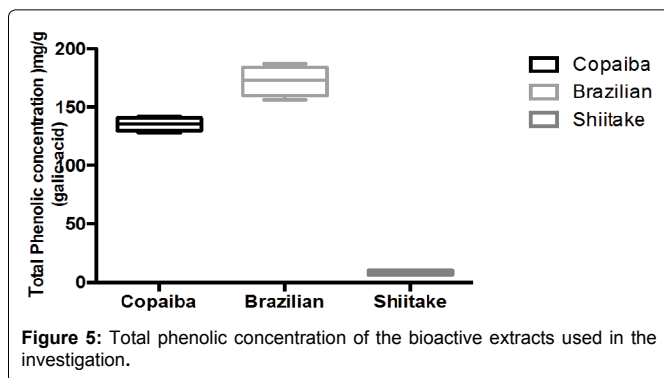 200
150
100
50
0
Total Phenolic concentration )mg/g
(galic-acid)
Copaiba
Brazilian
Shiitake
Copaiba
Brazilian
Shiitake
Figure 5: Total phenolic concentration of the bioactive extracts used in the
investigation.